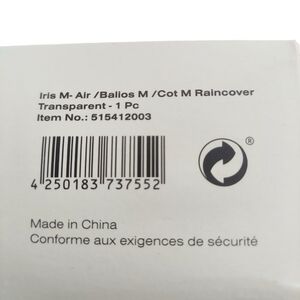 Iris M- Air /Balios M /Cot M Raincover
Transparent - 1 Pc
Item No.: 515412003
4 250183 737552
Made in China
Conforme aux exigences de sécurité